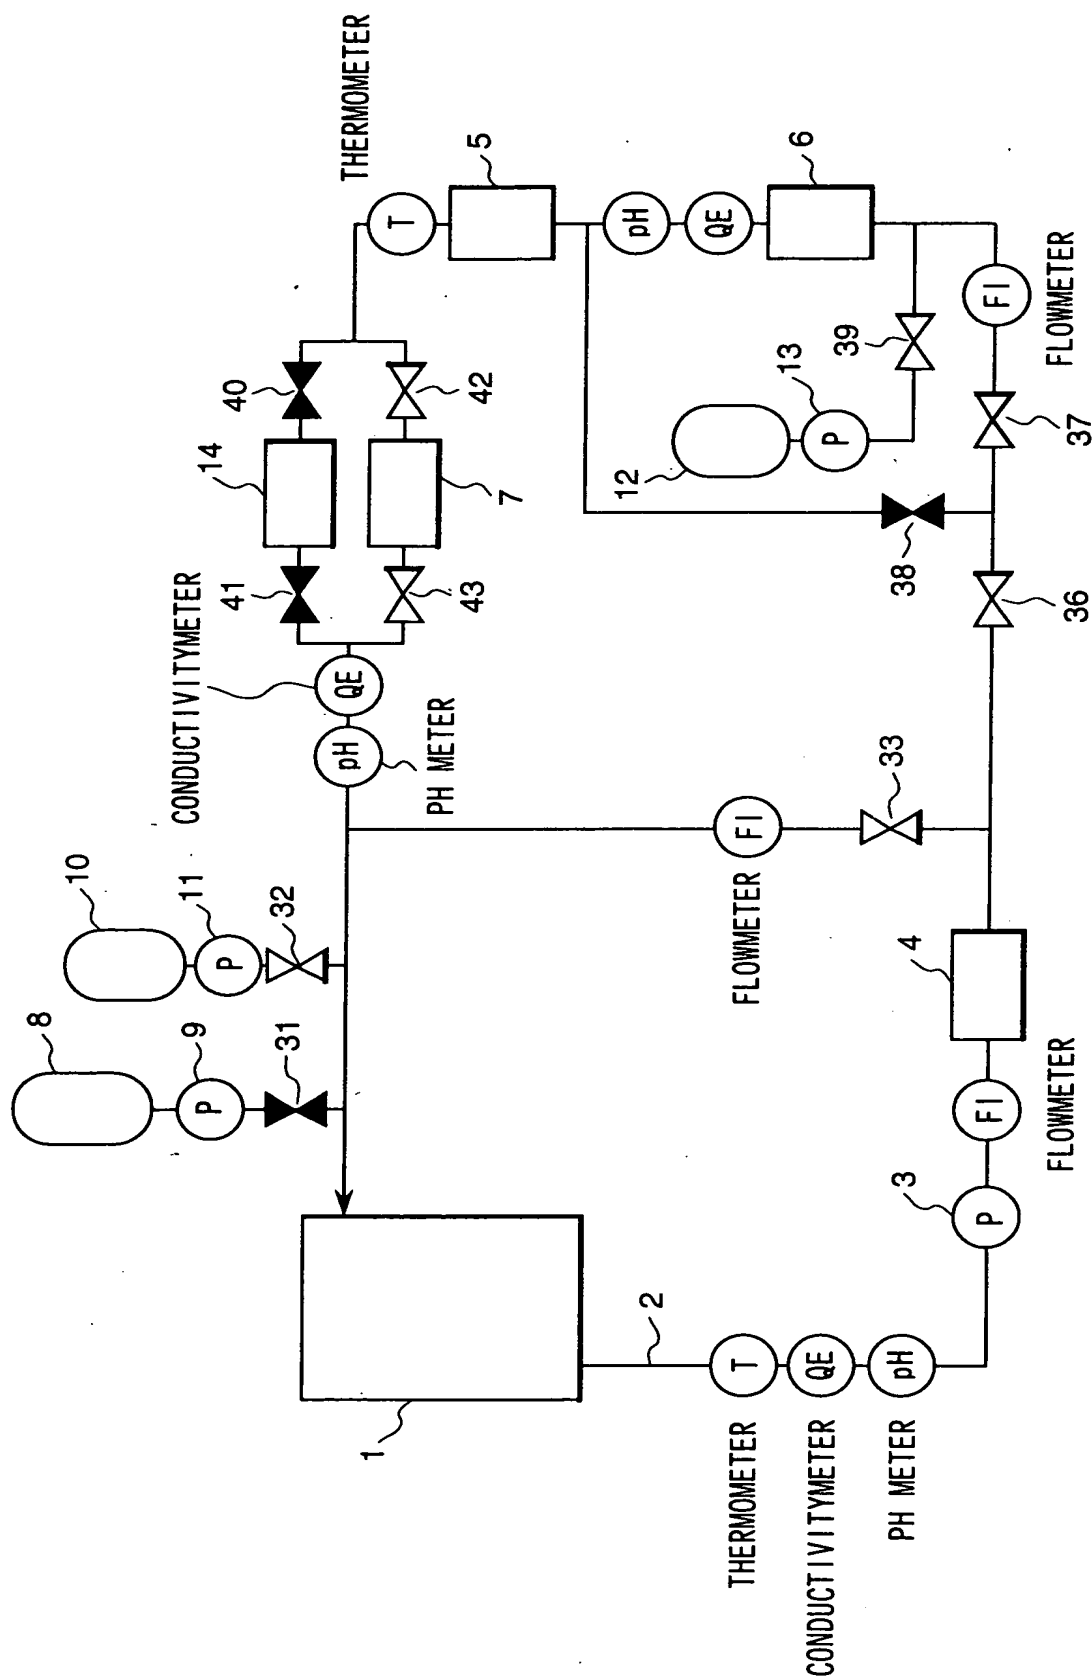 THERMOMETER
T
5
pH
QE
6
FI
FLOWMETER
40
42
14
7
41
43
13
P
12
39
37
38
36
CONDUCTIVITYMETER
QE
pH
PH METER
33
FI
FLOWMETER
10
11
P
32
8
9
P
31
4
FI
FLOWMETER
3
P
1
2
T
QE
pH
THERMOMETER
CONDUCTIVITYMETER
PH METER